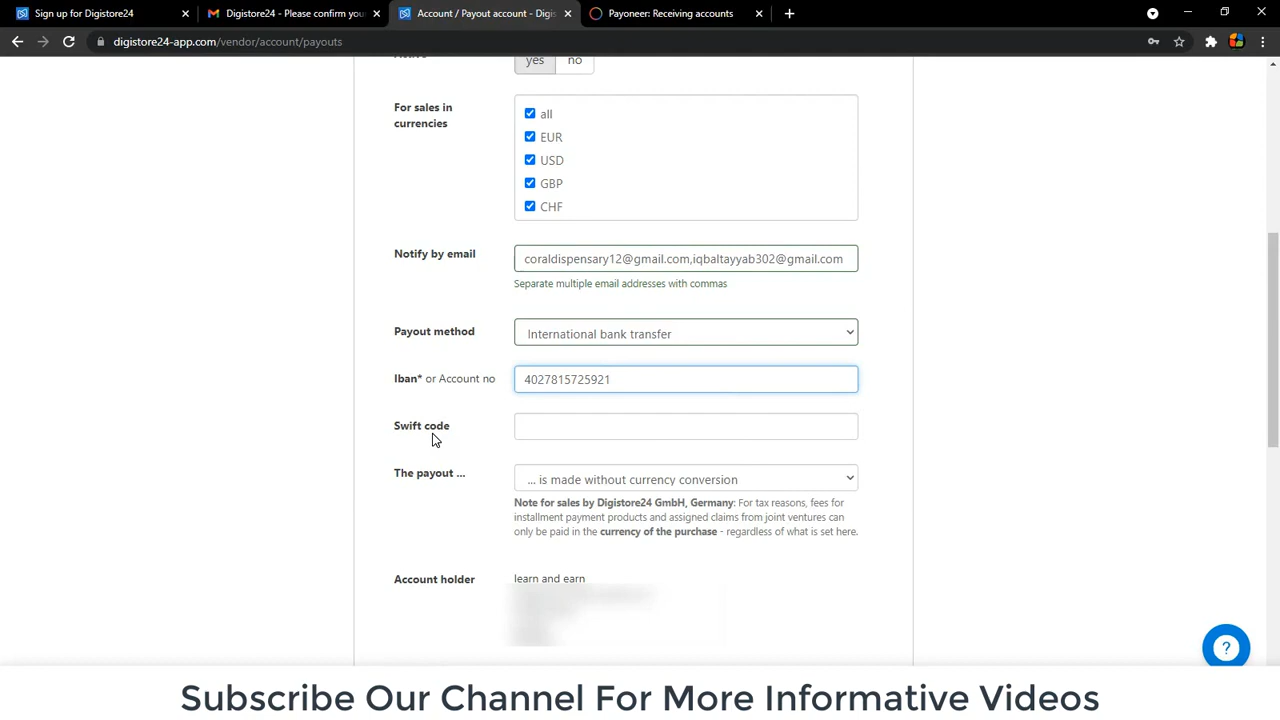 Sign up for Digistore24
Digistore24 - Please confirm you
Account / Payout account - Digis
Payoneer: Receiving accounts
digistore24-app.com/vendor/account/payouts
yes no
For sales in
currencies
all
EUR
USD
GBP
CHF
Notify by email
coraldispensary12@gmail.com,iqbaltayyab302@gmail.com
Separate multiple email addresses with commas
Payout method
International bank transfer
Iban* or Account no
4027815725921
Swift code
The payout ...
... is made without currency conversion
Note for sales by Digistore24 GmbH, Germany: For tax reasons, fees for
installment payment products and assigned claims from joint ventures can
only be paid in the currency of the purchase - regardless of what is set here.
Account holder
learn and earn
?
Subscribe Our Channel For More Informative Videos